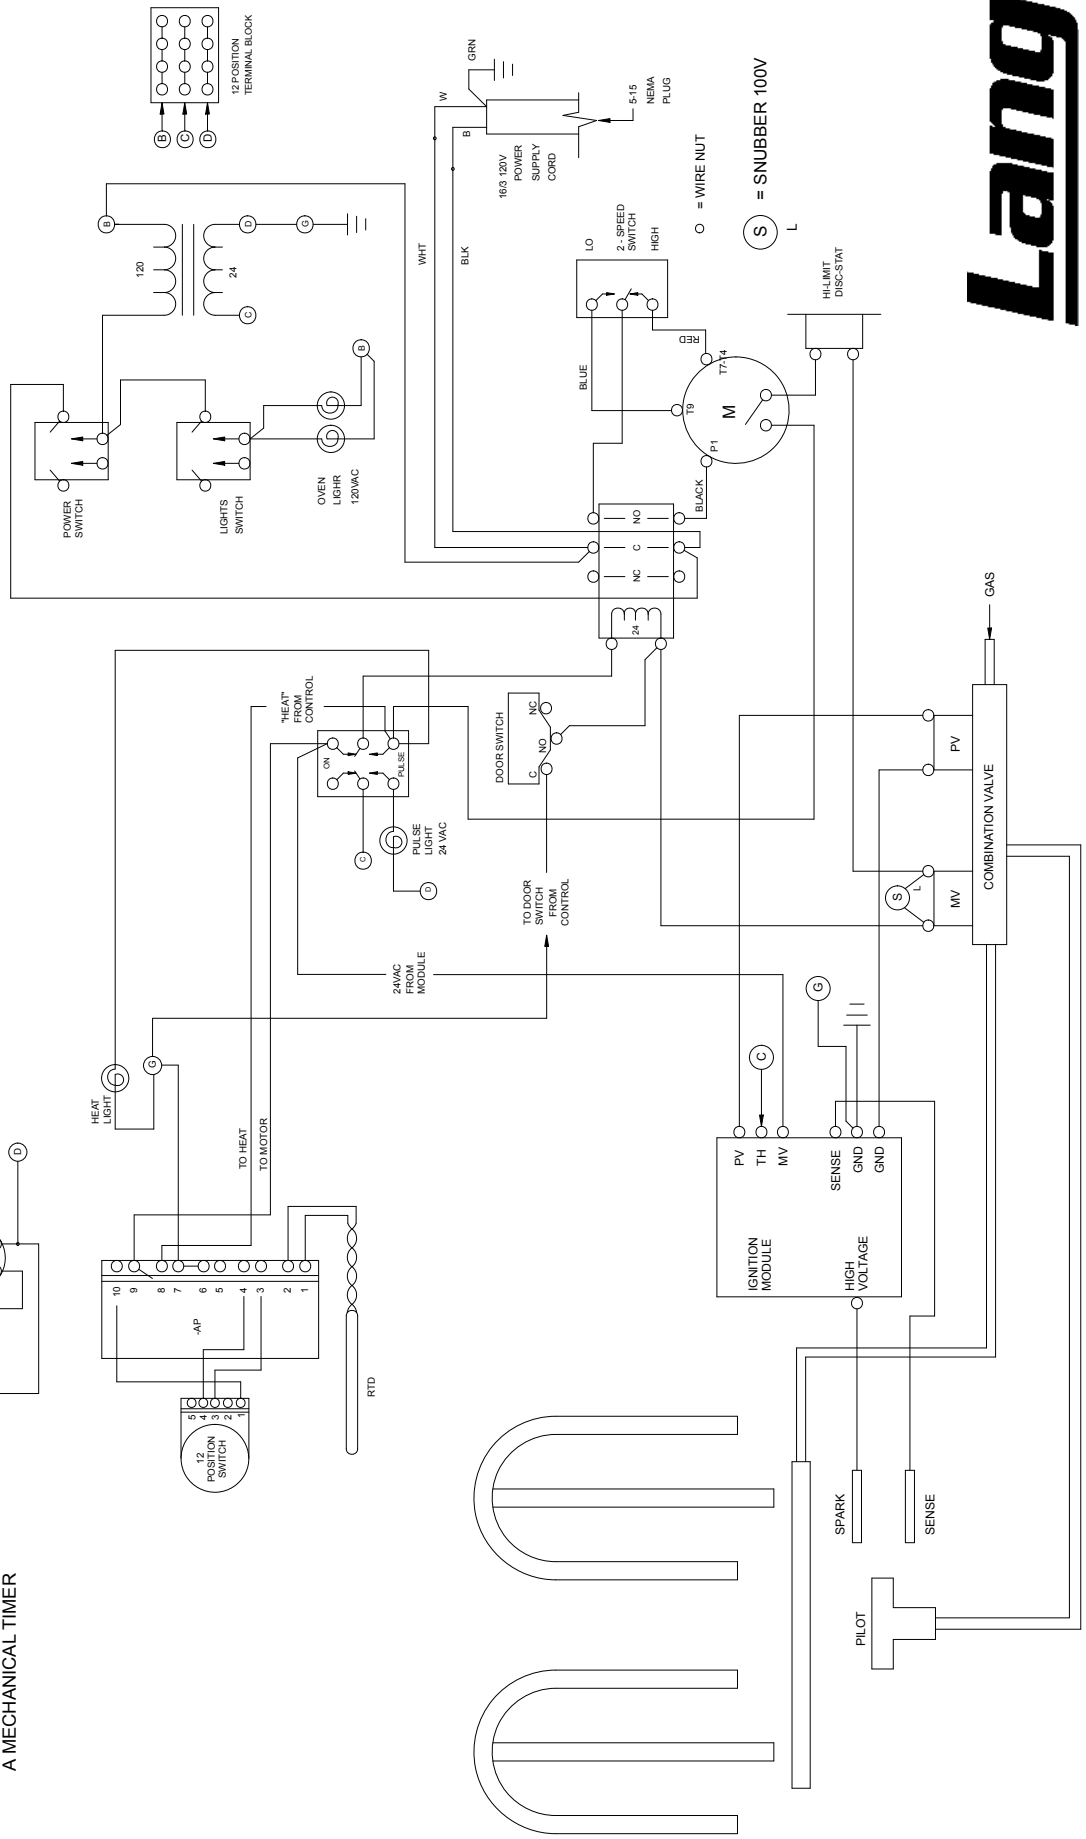 A MECHANICAL TIMER
D
B
C
D
12 POSITION
TERMINAL BLOCK
B
120
24
D
G
C
POWER
SWITCH
LIGHTS
SWITCH
OVEN
LIGHR
120VAC
B
WHT
BLK
W
B
GRN
16/3 120V
POWER
SUPPLY
CORD
5-15
NEMA
PLUG
LO
2 - SPEED
SWITCH
HIGH
= WIRE NUT
S = SNUBBER 100V
L
BLUE
RED
T9
T7-T4
M
P1
BLACK
HI-LIMIT
DISC-STAT
NO
C
NC
24
HEAT
LIGHT
G
"HEAT"
FROM
CONTROL
ON
PULSE
C
PULSE
LIGHT
24 VAC
D
DOOR SWITCH
C
NO
NC
TO DOOR
SWITCH
FROM
CONTROL
24VAC
FROM
MODULE
TO HEAT
TO MOTOR
10
9
8
7
6
5
4
3
2
1
-AP
5
4
3
2
1
12
POSITION
SWITCH
RTD
IGNITION
MODULE
HIGH
VOLTAGE
PV
TH
MV
SENSE
GND
GND
C
G
S
L
MV
PV
COMBINATION VALVE
GAS
SPARK
SENSE
PILOT
Lang